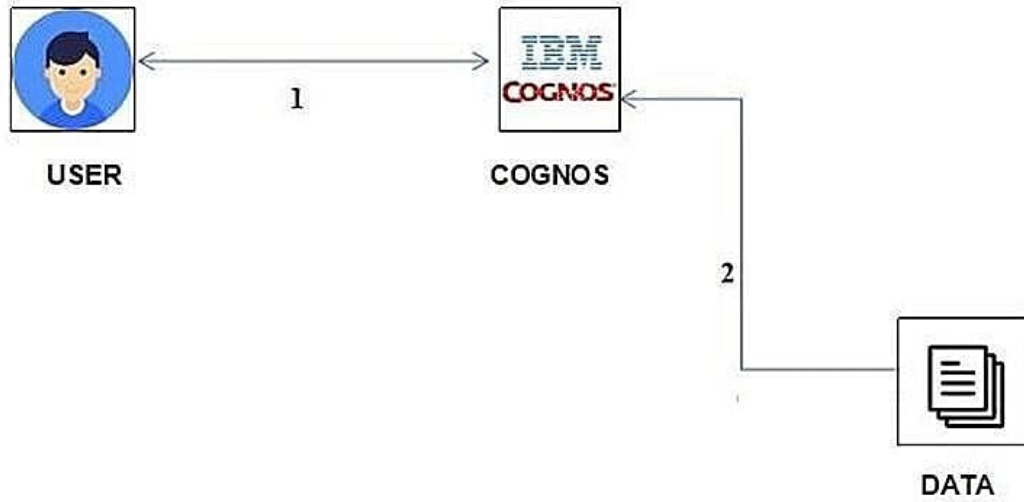 IBM
COGNOS
1
USER
COGNOS
2
DATA